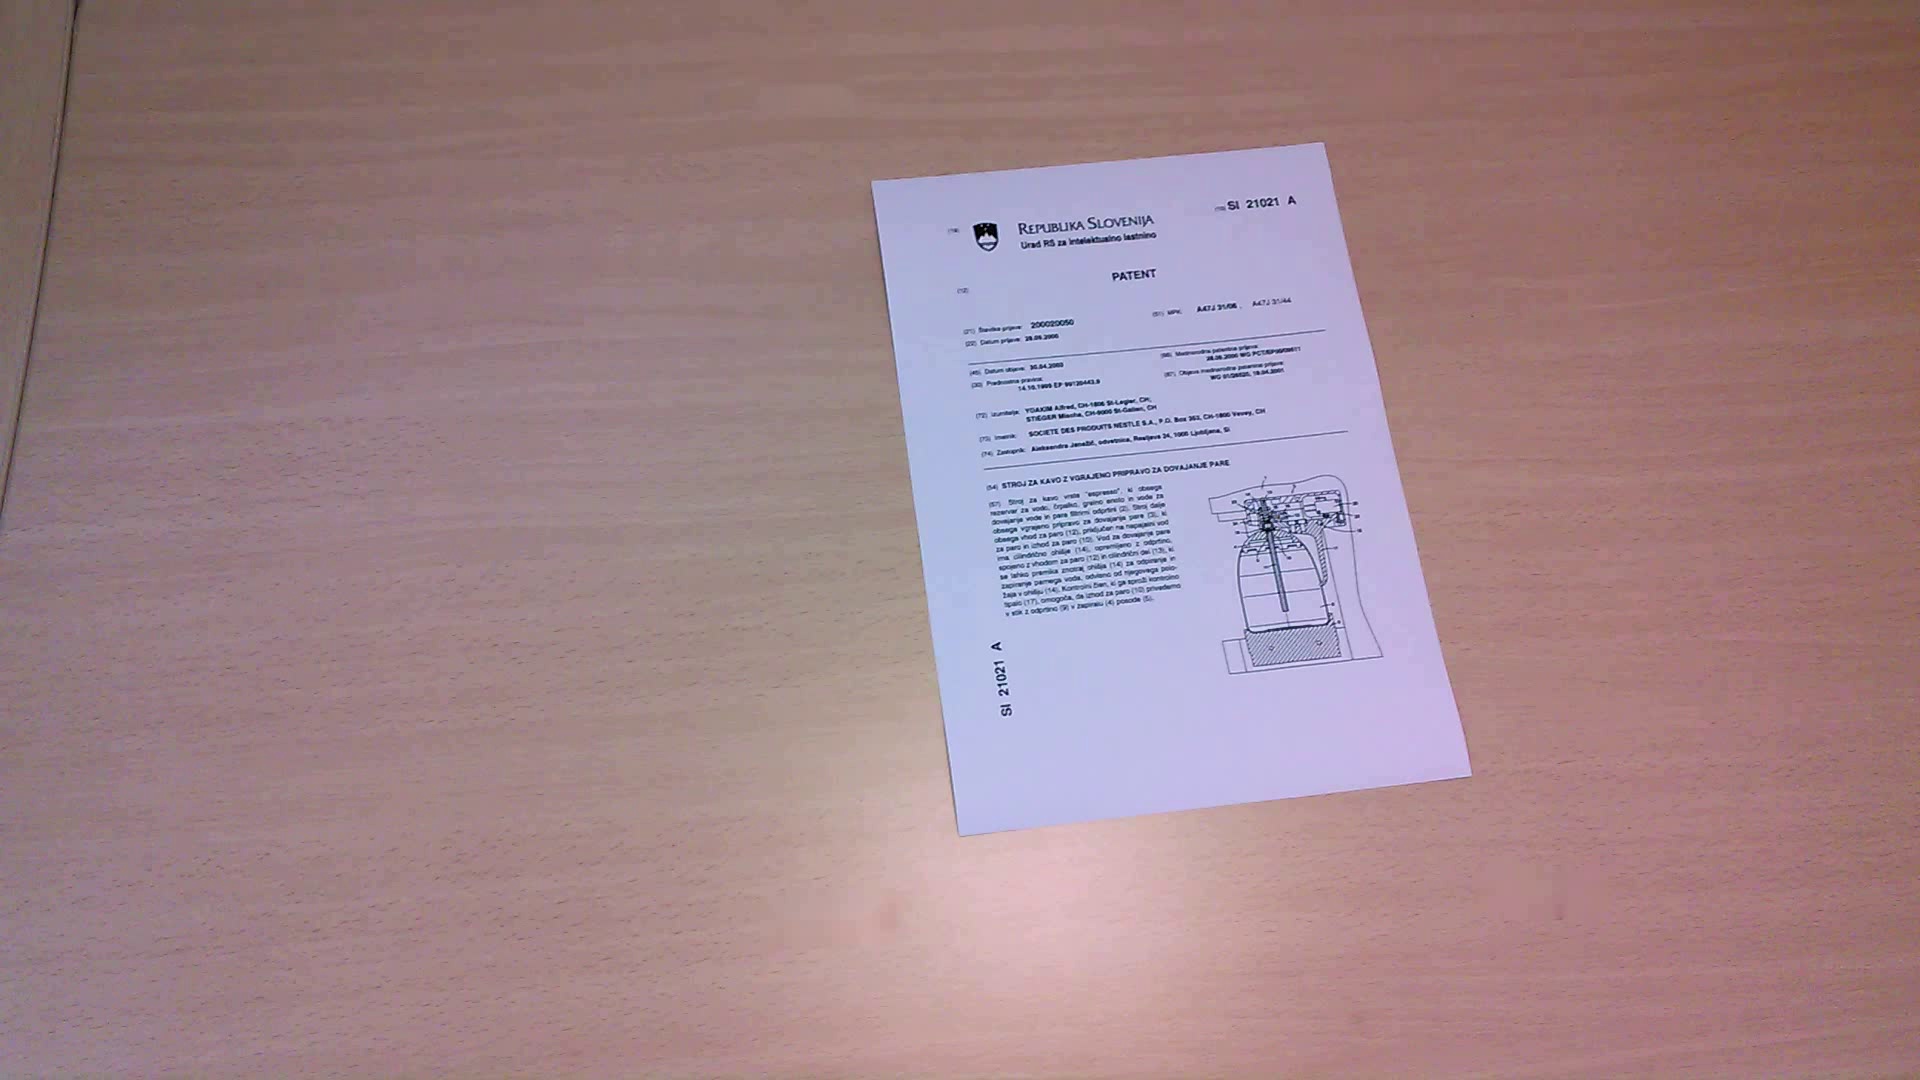 (19) REPUBLIKA SLOVENIJA
Urad RS za intelektualno lastnino
(10) SI 21021 A
(12) PATENT
(21) Številka prijave: 200020050
(22) Datum prijave: 28.09.2000
(51) MPK: A47J 31/06, A47J 31/44
(45) Datum objave: 30.04.2003
(30) Prednostna pravica:
14.10.1999 EP 99120443.9
(86) Mednarodna patentna prijava:
28.09.2000 WO
(87) Objava mednarodne patentne prijave:
WO 01/26520, 19.04.2001
(72) Izumitelja: YOAKIM Alfred, CH-1806 St-Legier, CH;
STIEGER Mischa, CH-9000 St-Gallen, CH
(73) Imetnik: SOCIETE DES PRODUITS NESTLE S.A., P.O. Box 353, CH-1800 Vevey, CH
(74) Zastopnik: Aleksandra Janežič, odvetnica, Resljeva 24, 1000 Ljubljana, SI
(54) STROJ ZA KAVO Z VGRAJENO PRIPRAVO ZA DOVAJANJE PARE
(57) Stroj za kavo vrste "espresso", ki obsega
rezervar za vodo, črpalko, grelno enoto in vode za
dovajanje vode in pare štirimi odprtini (2). Stroj dalje
obsega vgrajeno pripravo za dovajanje pare (3), ki
obsega vhod za paro (12), priključen na napajalni vod
za paro in izhod za paro (10). Vod za dovajanje pare
ima cilindrično ohišje (14), opremljeno z odprtino,
spojeno z vhodom za paro (12) in cilindrični del (13), ki
se lahko premika znotraj ohišja (14) za odpiranje in
zapiranje parnega voda, odvisno od njegovega polo-
žaja v ohišju (14). Kontrolni člen, ki ga sproži kontrolno
tipalo (17), omogoča, da izhod za paro (10) privedemo
v stik z odprtino (9) v zapiralu (4) posode (5).
SI 21021 A